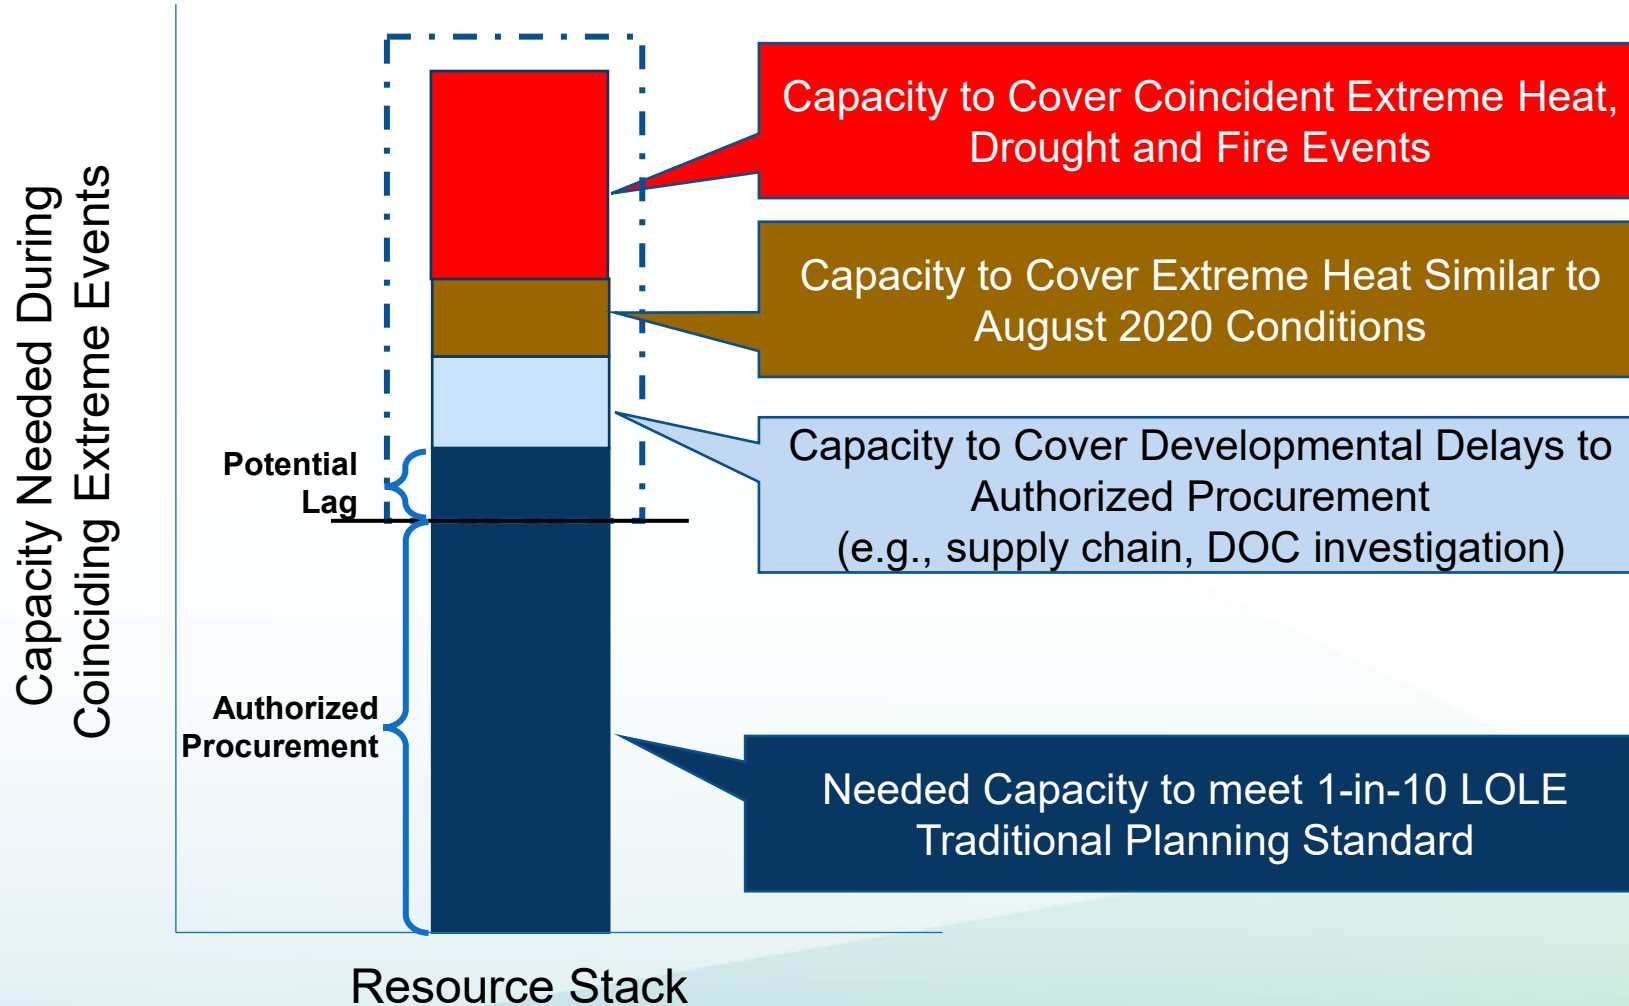 Capacity Needed During
Coinciding Extreme Events
Capacity to Cover Coincident Extreme Heat,
Drought and Fire Events
Capacity to Cover Extreme Heat Similar to
August 2020 Conditions
Capacity to Cover Developmental Delays to
Authorized Procurement
(e.g., supply chain, DOC investigation)
Potential
Lag
Authorized
Procurement
Needed Capacity to meet 1-in-10 LOLE
Traditional Planning Standard
Resource Stack